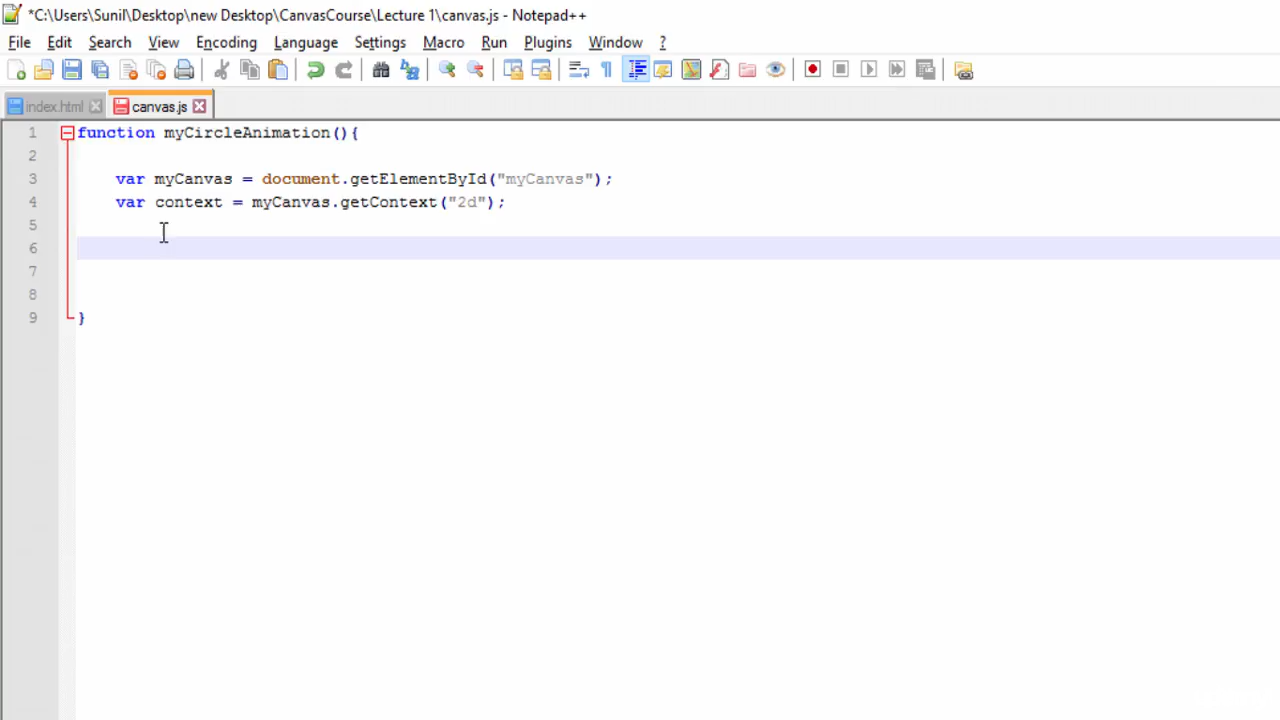 *C:\Users\Sunil\Desktop\new Desktop\CanvasCourse\Lecture 1\canvas.js - Notepad++
File Edit Search View Encoding Language Settings Macro Run Plugins Window ?
index.html canvas.js
1 function myCircleAnimation(){
2
3 var myCanvas = document.getElementById("myCanvas");
4 var context = myCanvas.getContext("2d");
5
6
7
8
9 }